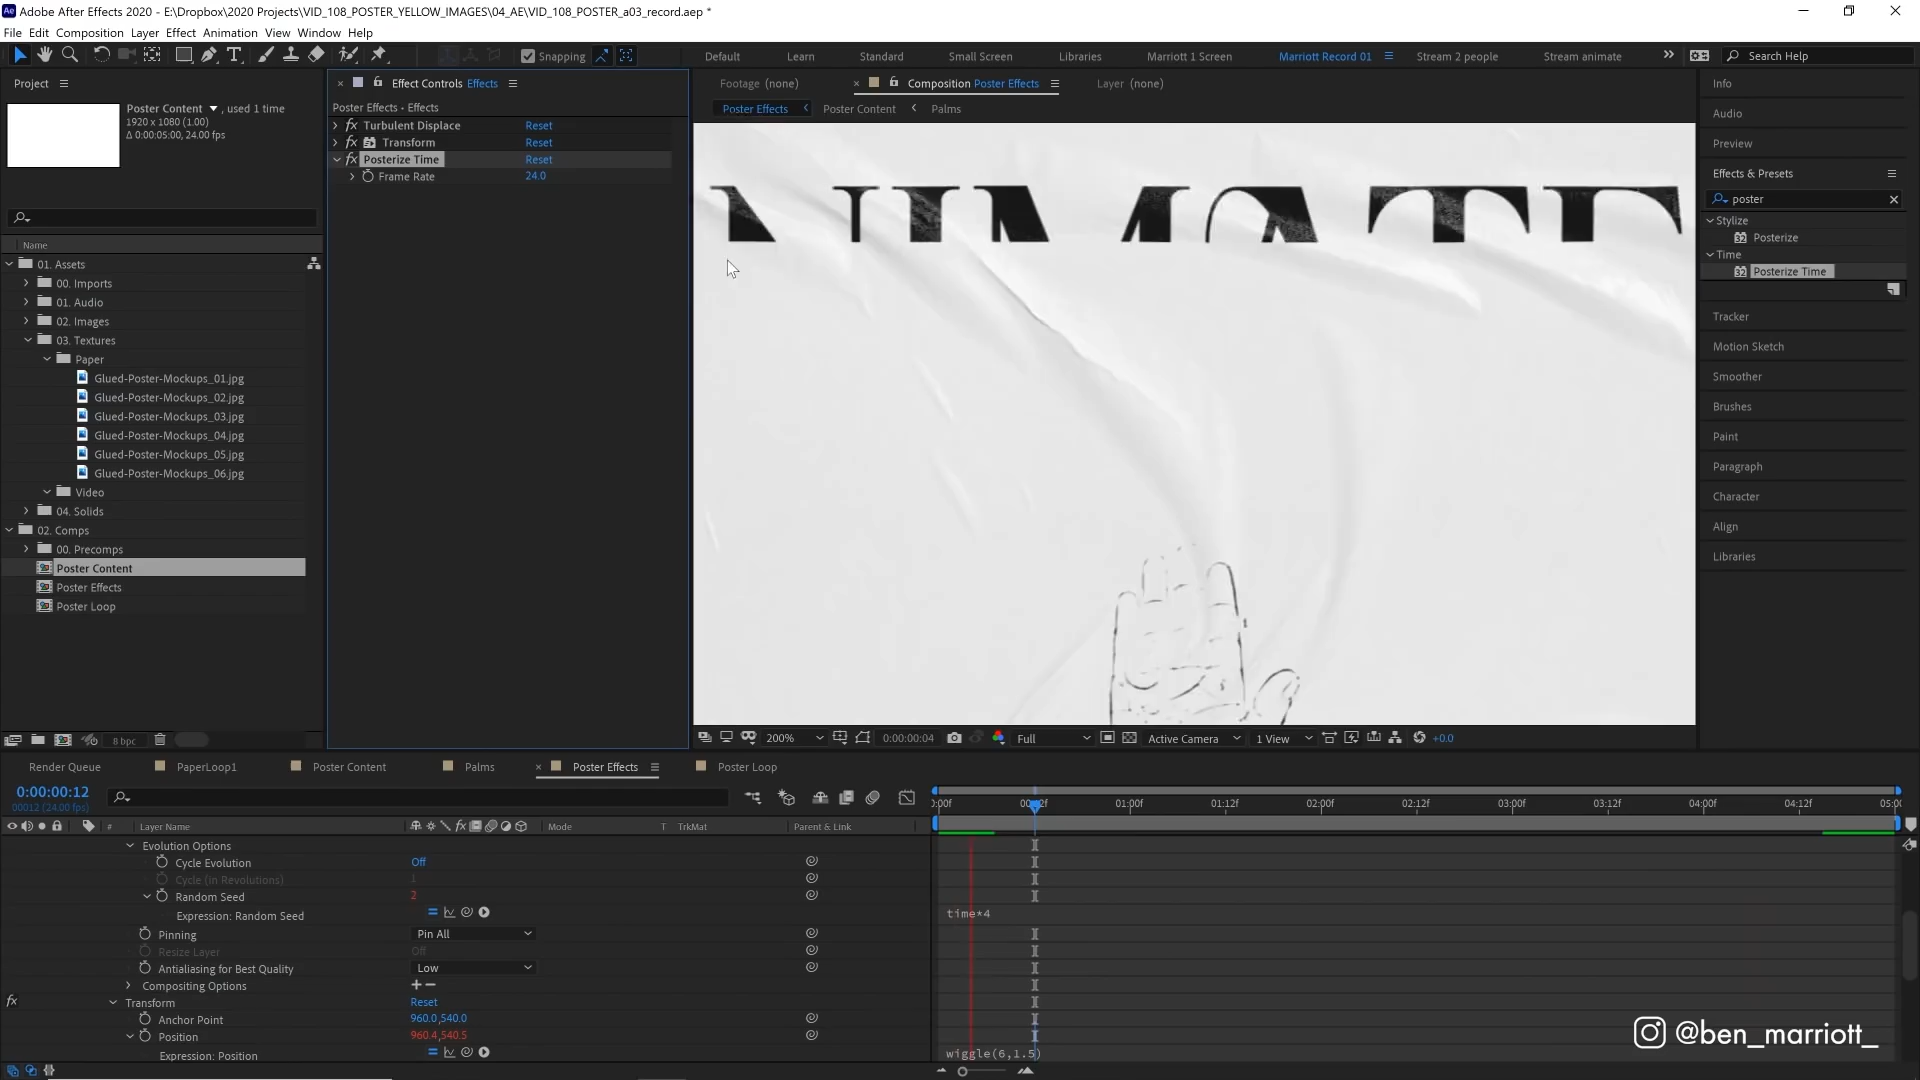 Adobe After Effects 2020 - E:\Dropbox\2020 Projects\VID_108_POSTER_YELLOW_IMAGES\04_AE\VID_108_POSTER_a03_record.aep *
File Edit Composition Layer Effect Animation View Window Help
Snapping
Default Learn Standard Small Screen Libraries Marriott 1 Screen Marriott Record 01 Stream 2 people Stream animate
Search Help
Project
Poster Content , used 1 time
1920 x 1080 (1.00)
Δ 0:00:05:00, 24.00 fps
Name
01. Assets
00. Imports
01. Audio
02. Images
03. Textures
Paper
Glued-Poster-Mockups_01.jpg
Glued-Poster-Mockups_02.jpg
Glued-Poster-Mockups_03.jpg
Glued-Poster-Mockups_04.jpg
Glued-Poster-Mockups_05.jpg
Glued-Poster-Mockups_06.jpg
Video
04. Solids
02. Comps
00. Precomps
Poster Content
Poster Effects
Poster Loop
8 bpc
Effect Controls Effects
Poster Effects - Effects
fx Turbulent Displace Reset
fx Transform Reset
fx Posterize Time Reset
Frame Rate 24.0
Footage (none) Composition Poster Effects Layer (none)
Poster Effects Poster Content Palms
200% 0:00:00:04 Full Active Camera 1 View +0.0
Info
Audio
Preview
Effects & Presets
poster
Stylize
32 Posterize
Time
32 Posterize Time
Tracker
Motion Sketch
Smoother
Brushes
Paint
Paragraph
Character
Align
Libraries
Render Queue PaperLoop1 Poster Content Palms Poster Effects Poster Loop
0:00:00:12
00012 (24.00 fps)
# Layer Name Mode T TrkMat Parent & Link
Evolution Options
Cycle Evolution Off
Cycle (in Revolutions) 1
Random Seed 2
Expression: Random Seed
time*4
Pinning Pin All
Resize Layer Off
Antialiasing for Best Quality Low
Compositing Options
fx Transform Reset
Anchor Point 960.0,540.0
Position 960.4,540.5
Expression: Position
wiggle(6,1.5)
01:00f 01:12f 02:00f 02:12f 03:00f 03:12f 04:00f 04:12f
@ben_marriott_